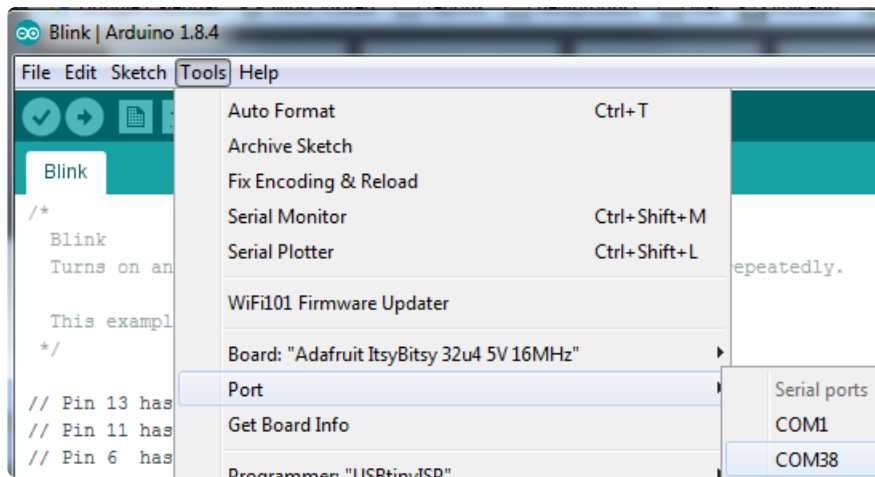 Blink | Arduino 1.8.4
File Edit Sketch Tools Help
Auto Format Ctrl+T
Archive Sketch
Fix Encoding & Reload
Serial Monitor Ctrl+Shift+M
Serial Plotter Ctrl+Shift+L
WiFi101 Firmware Updater
Board: "Adafruit ItsyBitsy 32u4 5V 16MHz"
Port
Get Board Info
Programmer: "USBtinyISP"
Serial ports
COM1
COM38
Blink
/*
Blink
Turns on an epeatedly.
This exampl
*/
// Pin 13 has
// Pin 11 has
// Pin 6 has